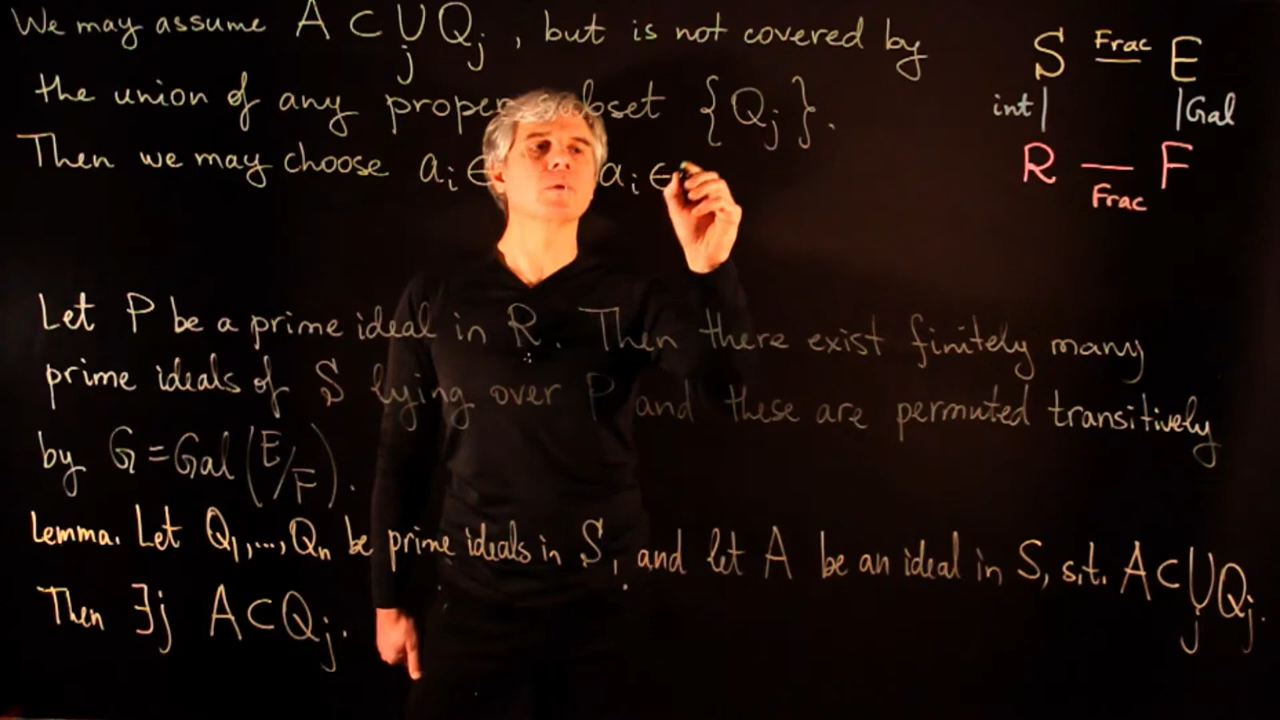 We may assume A ⊂ ⋃_j Q_j , but is not covered by
the union of any proper subset {Q_j}.
Then we may choose a_i ∈ a_i ∈
S Frac E
int Gal
R — F
Frac
Let P be a prime ideal in R. Then there exist finitely many
prime ideals of S lying over P and these are permuted transitively
by G = Gal (E/F).
Lemma. Let Q_1,...,Q_n be prime ideals in S, and let A be an ideal in S, s.t. A ⊂ ⋃_j Q_j.
Then ∃j A ⊂ Q_j.